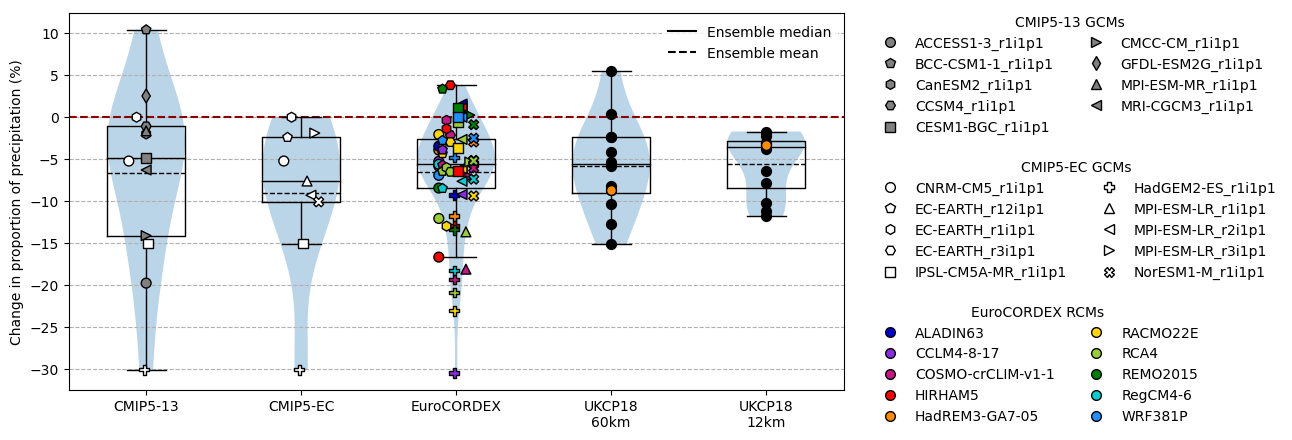 Change in proportion of precipitation (%)
10
5
0
−5
−10
−15
−20
−25
−30
Ensemble median
Ensemble mean
CMIP5-13
CMIP5-EC
EuroCORDEX
UKCP18
60km
UKCP18
12km
CMIP5-13 GCMs
ACCESS1-3_r1i1p1
BCC-CSM1-1_r1i1p1
CanESM2_r1i1p1
CCSM4_r1i1p1
CESM1-BGC_r1i1p1
CMCC-CM_r1i1p1
GFDL-ESM2G_r1i1p1
MPI-ESM-MR_r1i1p1
MRI-CGCM3_r1i1p1
CMIP5-EC GCMs
CNRM-CM5_r1i1p1
EC-EARTH_r12i1p1
EC-EARTH_r1i1p1
EC-EARTH_r3i1p1
IPSL-CM5A-MR_r1i1p1
HadGEM2-ES_r1i1p1
MPI-ESM-LR_r1i1p1
MPI-ESM-LR_r2i1p1
MPI-ESM-LR_r3i1p1
NorESM1-M_r1i1p1
EuroCORDEX RCMs
ALADIN63
CCLM4-8-17
COSMO-crCLIM-v1-1
HIRHAM5
HadREM3-GA7-05
RACMO22E
RCA4
REMO2015
RegCM4-6
WRF381P